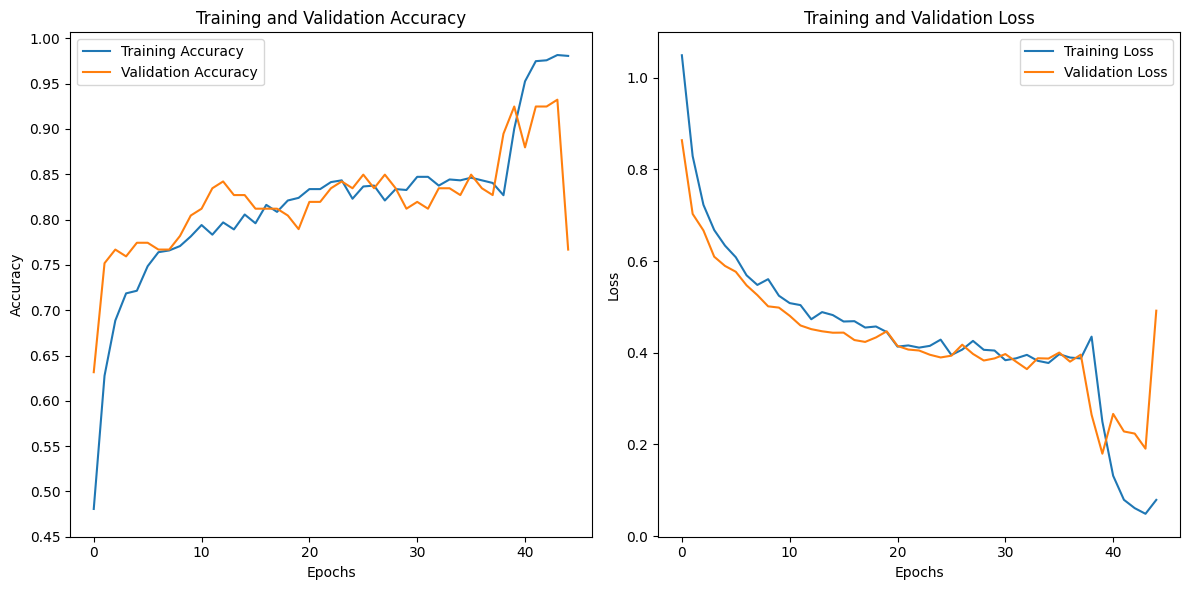 Training and Validation Accuracy
Training Accuracy
Validation Accuracy
1.00
0.95
0.90
0.85
0.80
0.75
0.70
0.65
0.60
0.55
0.50
0.45
Accuracy
0
10
20
30
40
Epochs
Training and Validation Loss
Training Loss
Validation Loss
1.0
0.8
0.6
0.4
0.2
0.0
Loss
0
10
20
30
40
Epochs